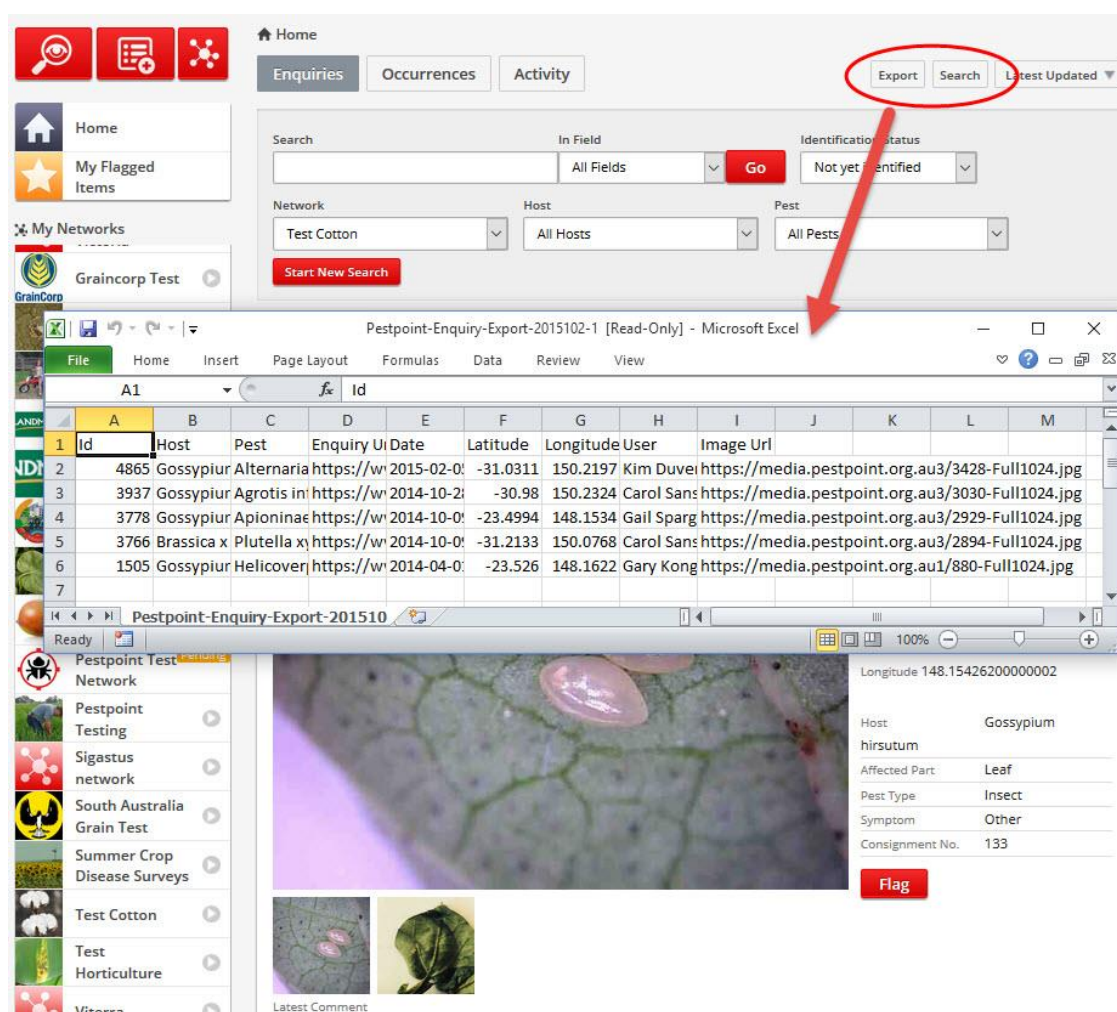 Home
Enquiries Occurrences Activity
Export Search Latest Updated
Home
My Flagged
Items
My Networks
Search In Field Identification Status
All Fields Go Not yet identified
Network Host Pest
Test Cotton All Hosts All Pests
Start New Search
Graincorp Test
GrainCorp
Pestpoint-Enquiry-Export-2015102-1 [Read-Only] - Microsoft Excel
File Home Insert Page Layout Formulas Data Review View
A1 fx Id
A B C D E F G H I J K L M
1 Id Host Pest Enquiry Ur Date Latitude Longitude User Image Url
2 4865 Gossypiur Alternaria https://w 2015-02-0 -31.0311 150.2197 Kim Duve https://media.pestpoint.org.au3/3428-Full1024.jpg
3 3937 Gossypiur Agrotis in https://w 2014-10-2 -30.98 150.2324 Carol Sans https://media.pestpoint.org.au3/3030-Full1024.jpg
4 3778 Gossypiur Apioninae https://w 2014-10-0 -23.4994 148.1534 Gail Sparg https://media.pestpoint.org.au3/2929-Full1024.jpg
5 3766 Brassica x Plutella xy https://w 2014-10-0 -31.2133 150.0768 Carol Sans https://media.pestpoint.org.au3/2894-Full1024.jpg
6 1505 Gossypiur Helicover https://w 2014-04-0 -23.526 148.1622 Gary Kong https://media.pestpoint.org.au1/880-Full1024.jpg
7
Pestpoint-Enquiry-Export-201510
Ready 100%
Pestpoint Test
Network
Pestpoint
Testing
Sigastus
network
South Australia
Grain Test
Summer Crop
Disease Surveys
Test Cotton
Test
Horticulture
Viterra
Longitude 148.15426200000002
Host Gossypium
hirsutum
Affected Part Leaf
Pest Type Insect
Symptom Other
Consignment No. 133
Flag
Latest Comment